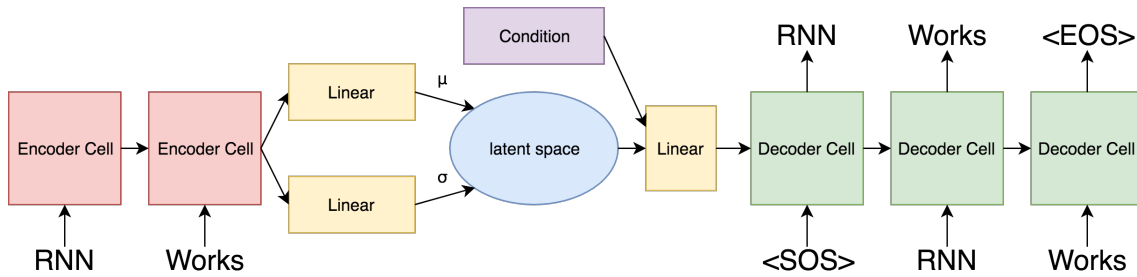 RNN
Works
<EOS>
Condition
μ
Linear
Encoder Cell
Encoder Cell
latent space
Linear
Decoder Cell
Decoder Cell
Decoder Cell
σ
Linear
RNN
Works
<SOS>
RNN
Works